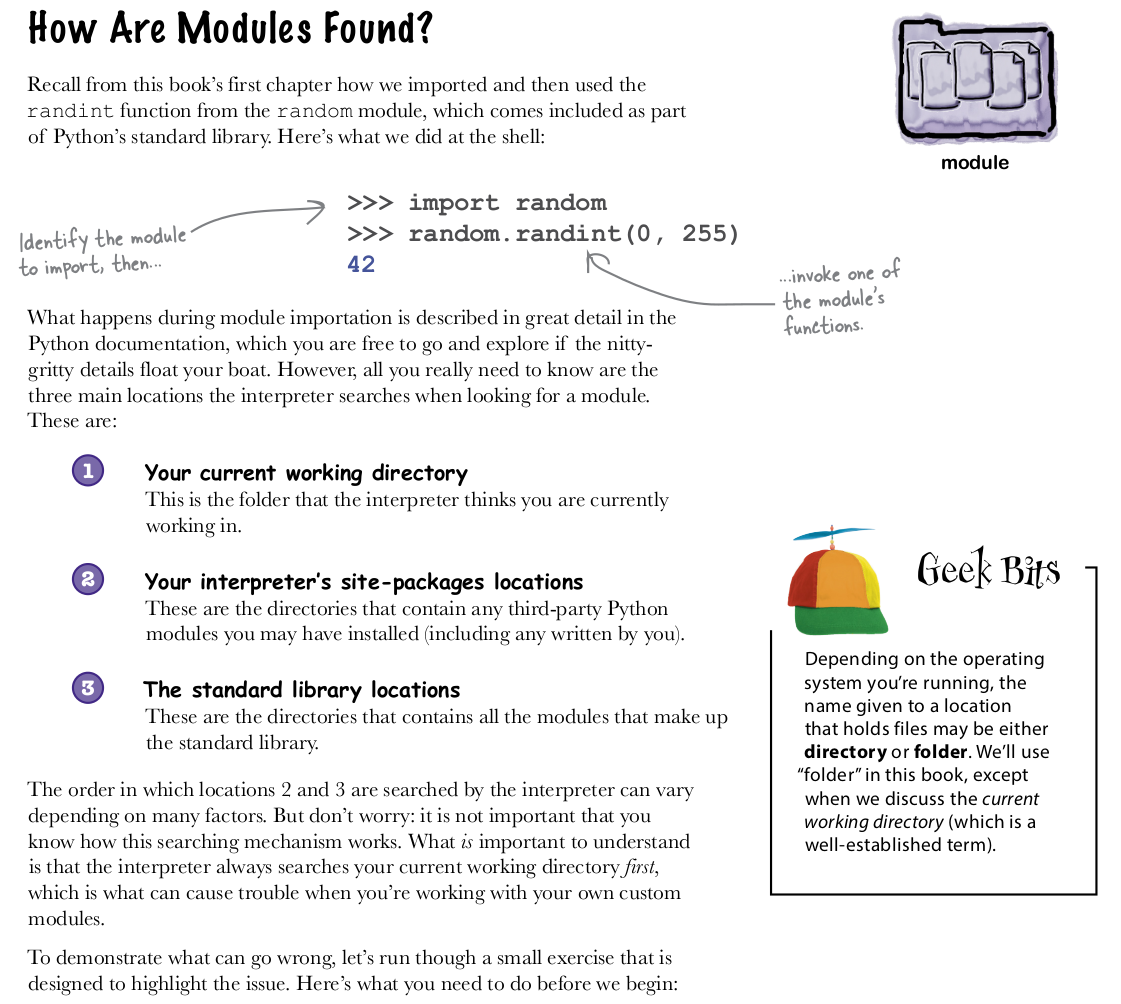 How Are Modules Found?
Recall from this book's first chapter how we imported and then used the
randint function from the random module, which comes included as part
of Python's standard library. Here's what we did at the shell:
module
>>> import random
>>> random.randint(0, 255)
42
Identify the module
to import, then...
...invoke one of
the module's
functions.
What happens during module importation is described in great detail in the
Python documentation, which you are free to go and explore if the nitty-
gritty details float your boat. However, all you really need to know are the
three main locations the interpreter searches when looking for a module.
These are:
1 Your current working directory
This is the folder that the interpreter thinks you are currently
working in.
2 Your interpreter's site-packages locations
These are the directories that contain any third-party Python
modules you may have installed (including any written by you).
3 The standard library locations
These are the directories that contains all the modules that make up
the standard library.
The order in which locations 2 and 3 are searched by the interpreter can vary
depending on many factors. But don't worry: it is not important that you
know how this searching mechanism works. What is important to understand
is that the interpreter always searches your current working directory first,
which is what can cause trouble when you're working with your own custom
modules.
To demonstrate what can go wrong, let's run though a small exercise that is
designed to highlight the issue. Here's what you need to do before we begin:
Geek Bits
Depending on the operating
system you're running, the
name given to a location
that holds files may be either
directory or folder. We'll use
"folder" in this book, except
when we discuss the current
working directory (which is a
well-established term).